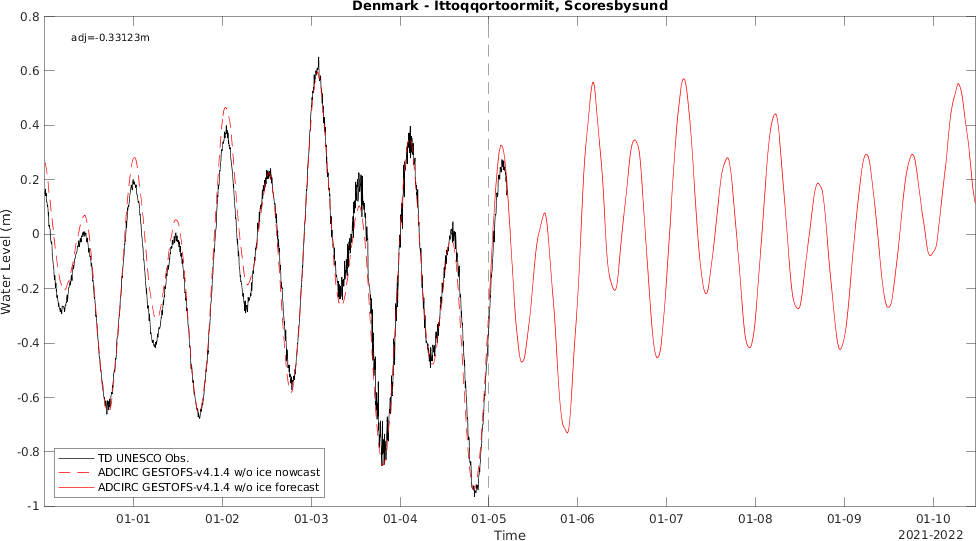 Denmark - Ittoqqortoormiit, Scoresbysund
adj=-0.33123m
0.8
0.6
0.4
0.2
0
-0.2
-0.4
-0.6
-0.8
-1
Water Level (m)
TD UNESCO Obs.
ADCIRC GESTOFS-v4.1.4 w/o ice nowcast
ADCIRC GESTOFS-v4.1.4 w/o ice forecast
01-01 01-02 01-03 01-04 01-05 01-06 01-07 01-08 01-09 01-10
Time
2021-2022